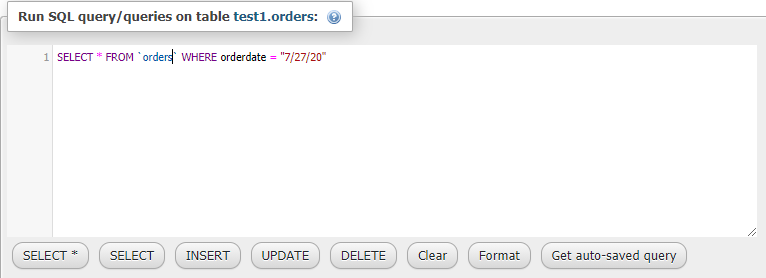 Run SQL query/queries on table test1.orders:
1 SELECT * FROM `orders` WHERE orderdate = "7/27/20"
SELECT * SELECT INSERT UPDATE DELETE Clear Format Get auto-saved query